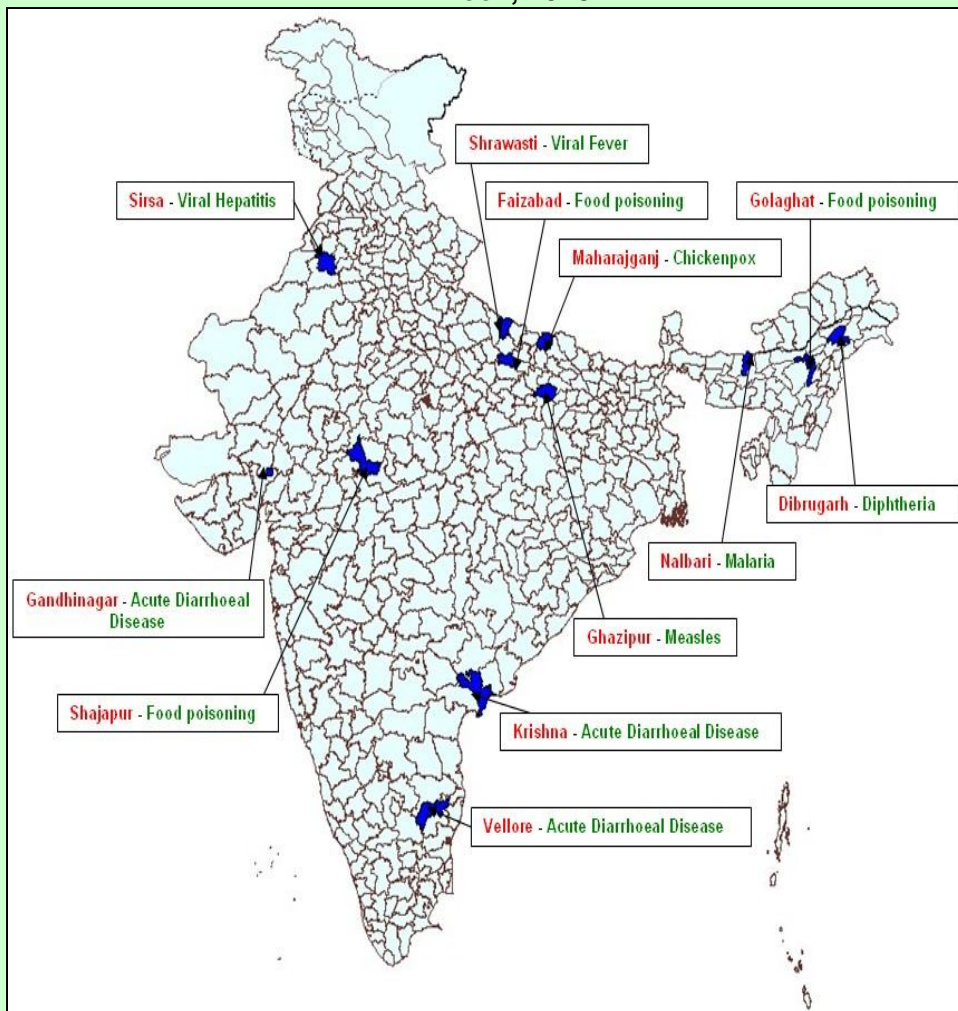 Shrawasti - Viral Fever
Sirsa - Viral Hepatitis
Faizabad - Food poisoning
Golaghat - Food poisoning
Maharajganj - Chickenpox
Dibrugarh - Diphtheria
Nalbari - Malaria
Gandhinagar - Acute Diarrhoeal
Disease
Ghazipur - Measles
Shajapur - Food poisoning
Krishna - Acute Diarrhoeal Disease
Vellore - Acute Diarrhoeal Disease